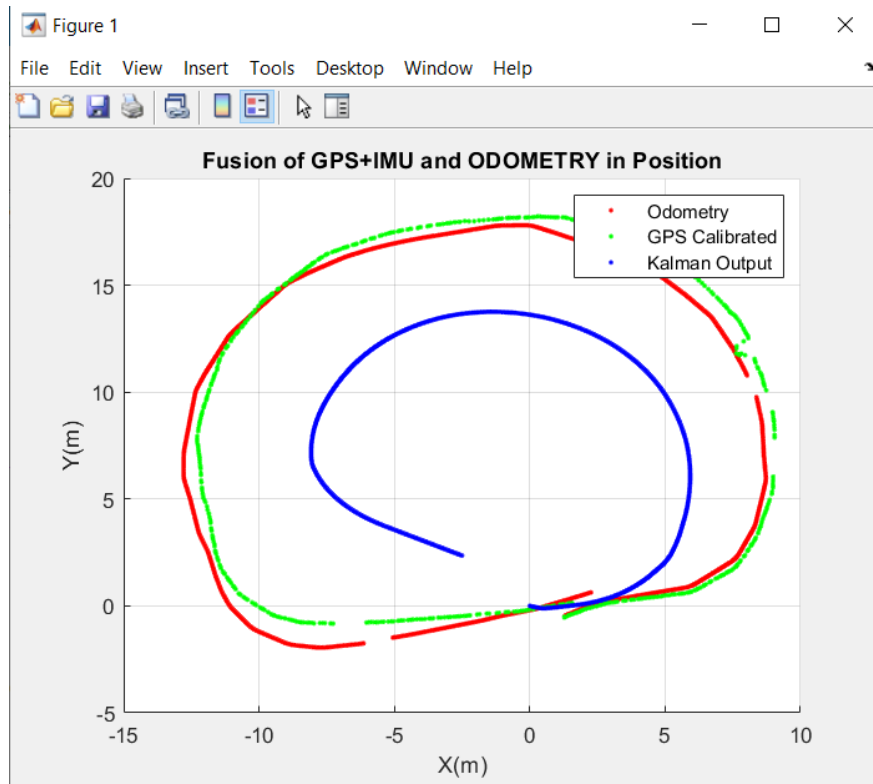 Figure 1
File Edit View Insert Tools Desktop Window Help
Fusion of GPS+IMU and ODOMETRY in Position
20
Odometry
GPS Calibrated
Kalman Output
15
10
Y(m)
5
0
-5
-15 -10 -5 0 5 10
X(m)